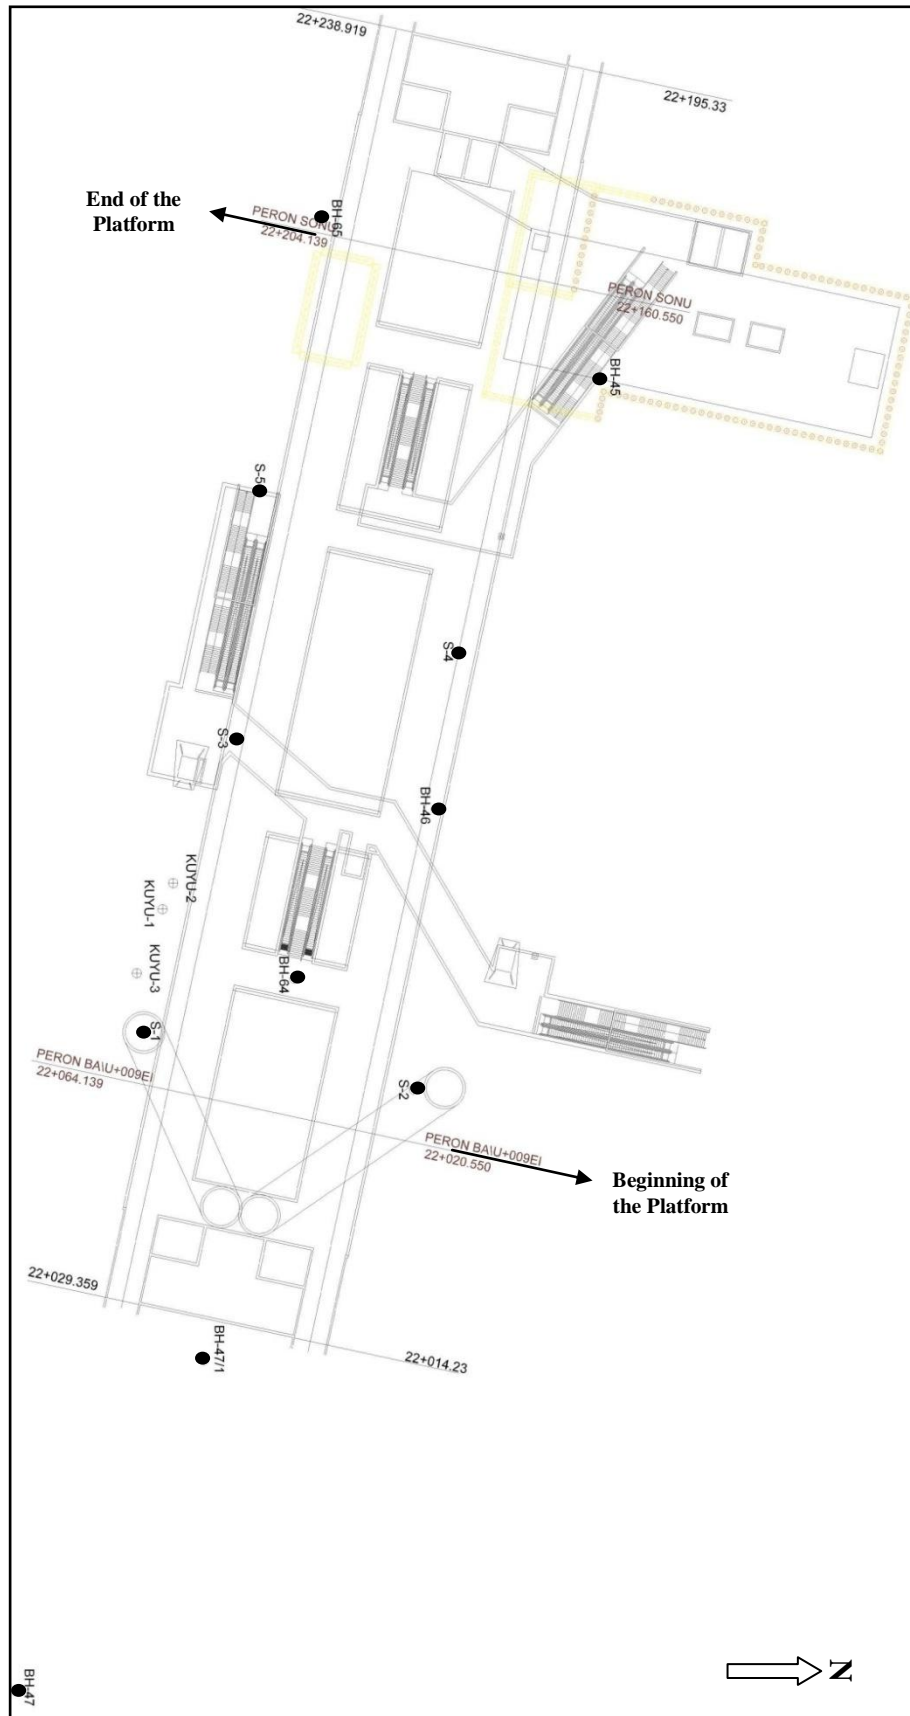 22+238.919
22+195.33
End of the
Platform
BH-65
PERON SONU
22+204.139
PERON SONU
22+160.550
BH-45
S-5
S-4
S-3
BH-46
KUYU-2
KUYU-1
KUYU-3
BH-64
S-1
PERON BA\U+009EI
22+064.139
S-2
PERON BA\U+009EI
22+020.550
Beginning of
the Platform
22+029.359
BH-47/1
22+014.23
N
BH-47